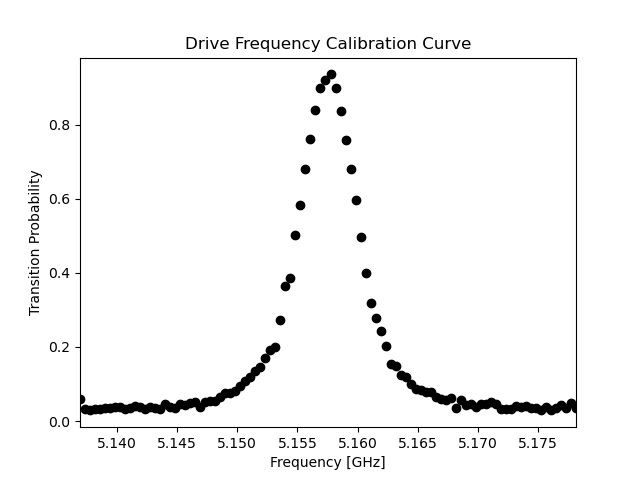 Drive Frequency Calibration Curve
Transition Probability
0.8
0.6
0.4
0.2
0.0
5.140 5.145 5.150 5.155 5.160 5.165 5.170 5.175
Frequency [GHz]